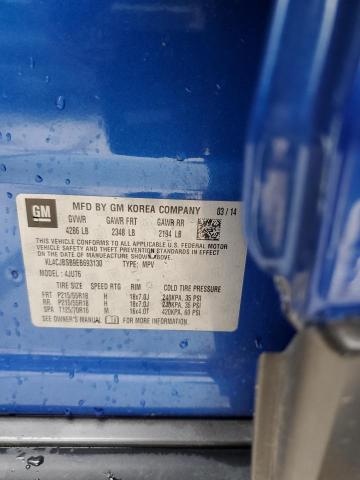 GM
MFD BY GM KOREA COMPANY 03 / 14
GVWR GAWR FRT GAWR RR
4286 LB 2348 LB 2194 LB
THIS VEHICLE CONFORMS TO ALL APPLICABLE U.S. FEDERAL MOTOR
VEHICLE SAFETY AND THEFT PREVENTION STANDARDS IN EFFECT ON
THE DATE OF MANUFACTURE SHOWN ABOVE.
KL4CJBSB9EB693130 TYPE: MPV
MODEL: 4JU76
TIRE SIZE SPEED RTG RIM COLD TIRE PRESSURE
FRT P215/55R18 H 18x7.0J 240KPA, 35 PSI
RR P215/55R18 H 18x7.0J 240KPA, 35 PSI
SPA T125/70R16 M 16x4.0T 420KPA, 60 PSI
SEE OWNER'S MANUAL FOR ADDITIONAL INFORMATION.